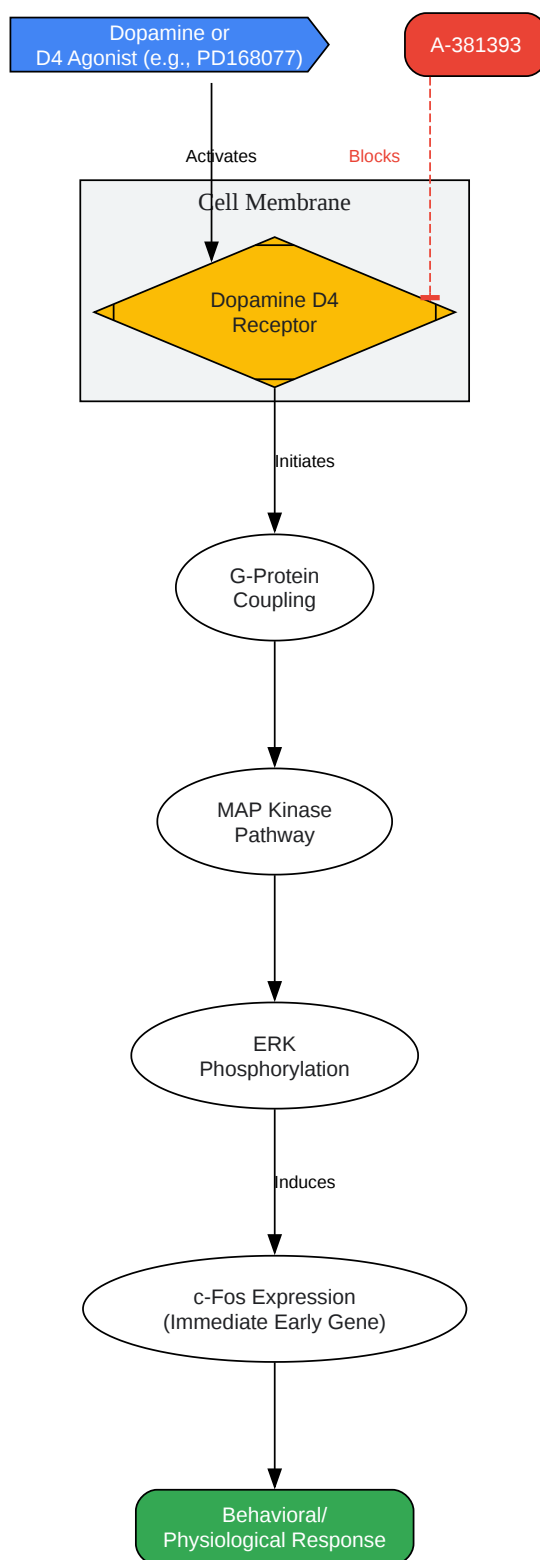 Dopamine or
D4 Agonist (e.g., PD168077)
A-381393
Activates
Blocks
Cell Membrane
Dopamine D4
Receptor
Initiates
G-Protein
Coupling
MAP Kinase
Pathway
ERK
Phosphorylation
Induces
c-Fos Expression
(Immediate Early Gene)
Behavioral/
Physiological Response